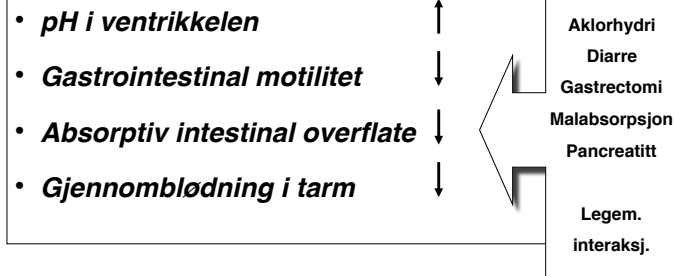 • pH i ventrikkelen
• Gastrointestinal motilitet
• Absorptiv intestinal overflate
• Gjennomblødning i tarm
Aklorhydri
Diarre
Gastrectomi
Malabsorpsjon
Pancreatitt
Legem.
interaksj.